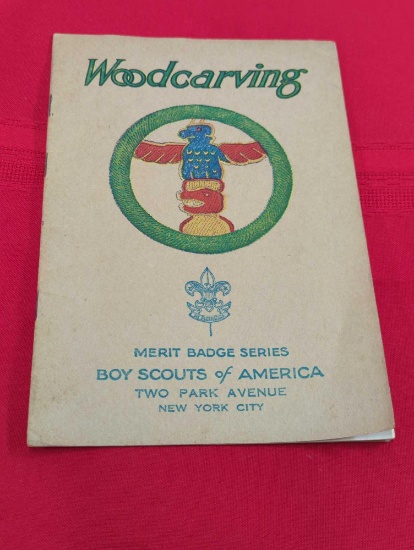 Woodcarving
MERIT BADGE SERIES
BOY SCOUTS of AMERICA
TWO PARK AVENUE
NEW YORK CITY